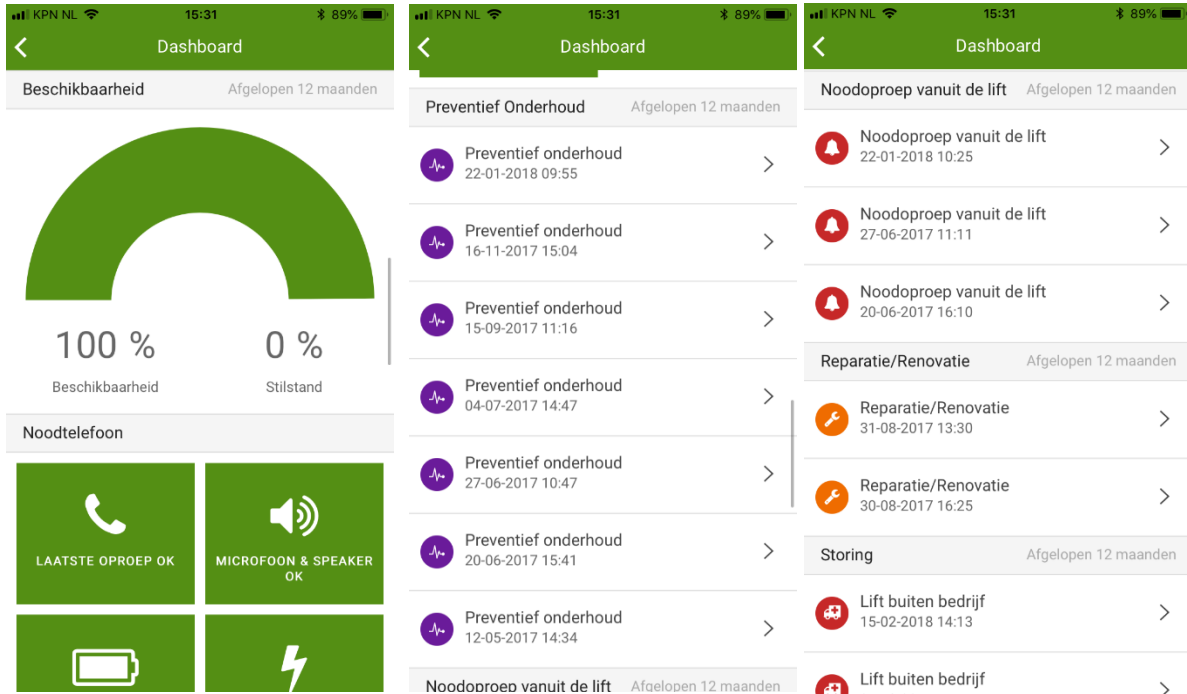 KPN NL 15:31 89%
Dashboard
Beschikbaarheid Afgelopen 12 maanden
100 % 0 %
Beschikbaarheid Stilstand
Noodtelefoon
LAATSTE OPROEP OK
MICROFOON & SPEAKER
OK
KPN NL 15:31 89%
Dashboard
Preventief Onderhoud Afgelopen 12 maanden
Preventief onderhoud
22-01-2018 09:55
Preventief onderhoud
16-11-2017 15:04
Preventief onderhoud
15-09-2017 11:16
Preventief onderhoud
04-07-2017 14:47
Preventief onderhoud
27-06-2017 10:47
Preventief onderhoud
20-06-2017 15:41
Preventief onderhoud
12-05-2017 14:34
Noodoproep vanuit de lift Afgelopen 12 maanden
KPN NL 15:31 89%
Dashboard
Noodoproep vanuit de lift Afgelopen 12 maanden
Noodoproep vanuit de lift
22-01-2018 10:25
Noodoproep vanuit de lift
27-06-2017 11:11
Noodoproep vanuit de lift
20-06-2017 16:10
Reparatie/Renovatie Afgelopen 12 maanden
Reparatie/Renovatie
31-08-2017 13:30
Reparatie/Renovatie
30-08-2017 16:25
Storing Afgelopen 12 maanden
Lift buiten bedrijf
15-02-2018 14:13
Lift buiten bedrijf